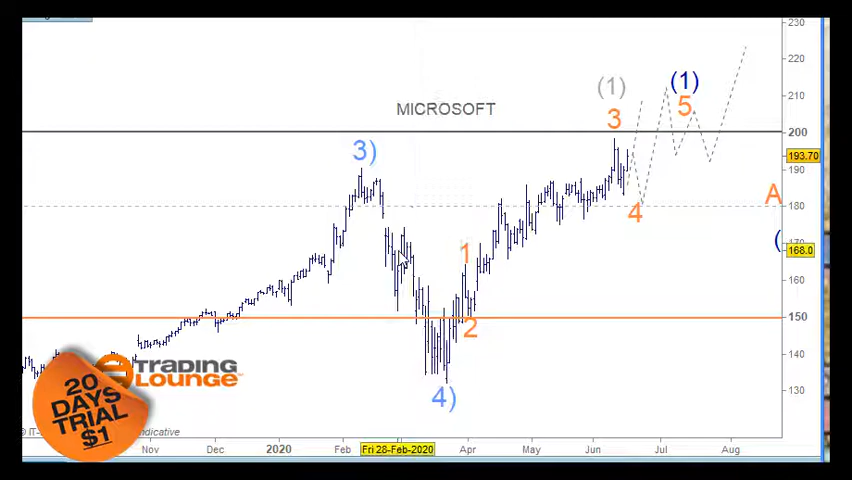 230
220
(1)
(1)
210
MICROSOFT
3
5
200
3)
193.70
190
A
180
4
1
(
170
168.0
160
150
2
140
TRADING
LOUNGE
20
DAYS
TRIAL
$1
4)
130
Nov
Dec
2020
Feb
Fri 28-Feb-2020
Apr
May
Jun
Jul
Aug